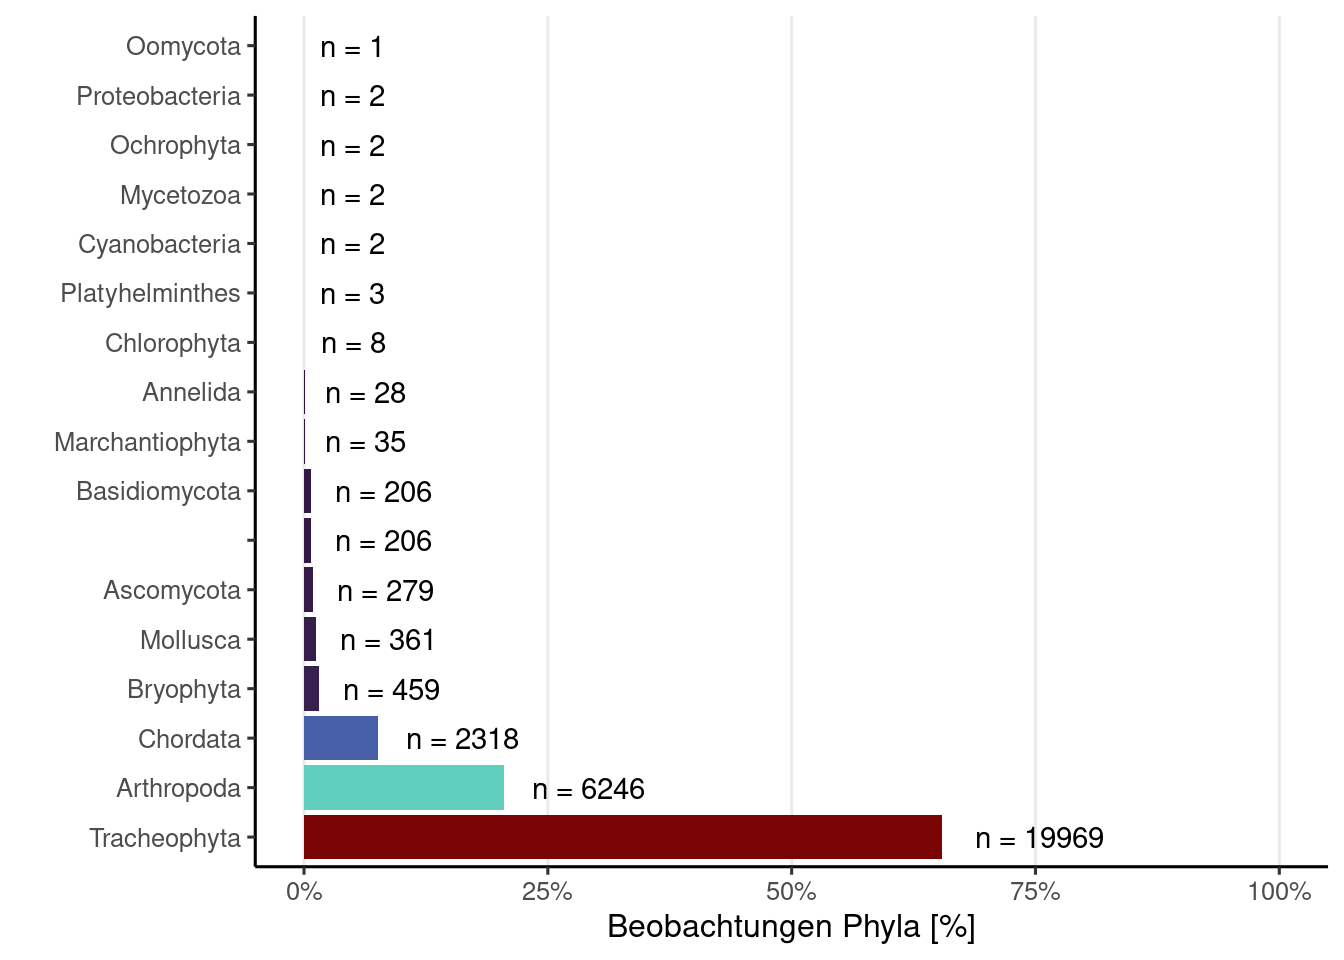 Oomycota n = 1
Proteobacteria n = 2
Ochrophyta n = 2
Mycetozoa n = 2
Cyanobacteria n = 2
Platyhelminthes n = 3
Chlorophyta n = 8
Annelida n = 28
Marchantiophyta n = 35
Basidiomycota n = 206
n = 206
Ascomycota n = 279
Mollusca n = 361
Bryophyta n = 459
Chordata n = 2318
Arthropoda n = 6246
Tracheophyta n = 19969
0% 25% 50% 75% 100%
Beobachtungen Phyla [%]